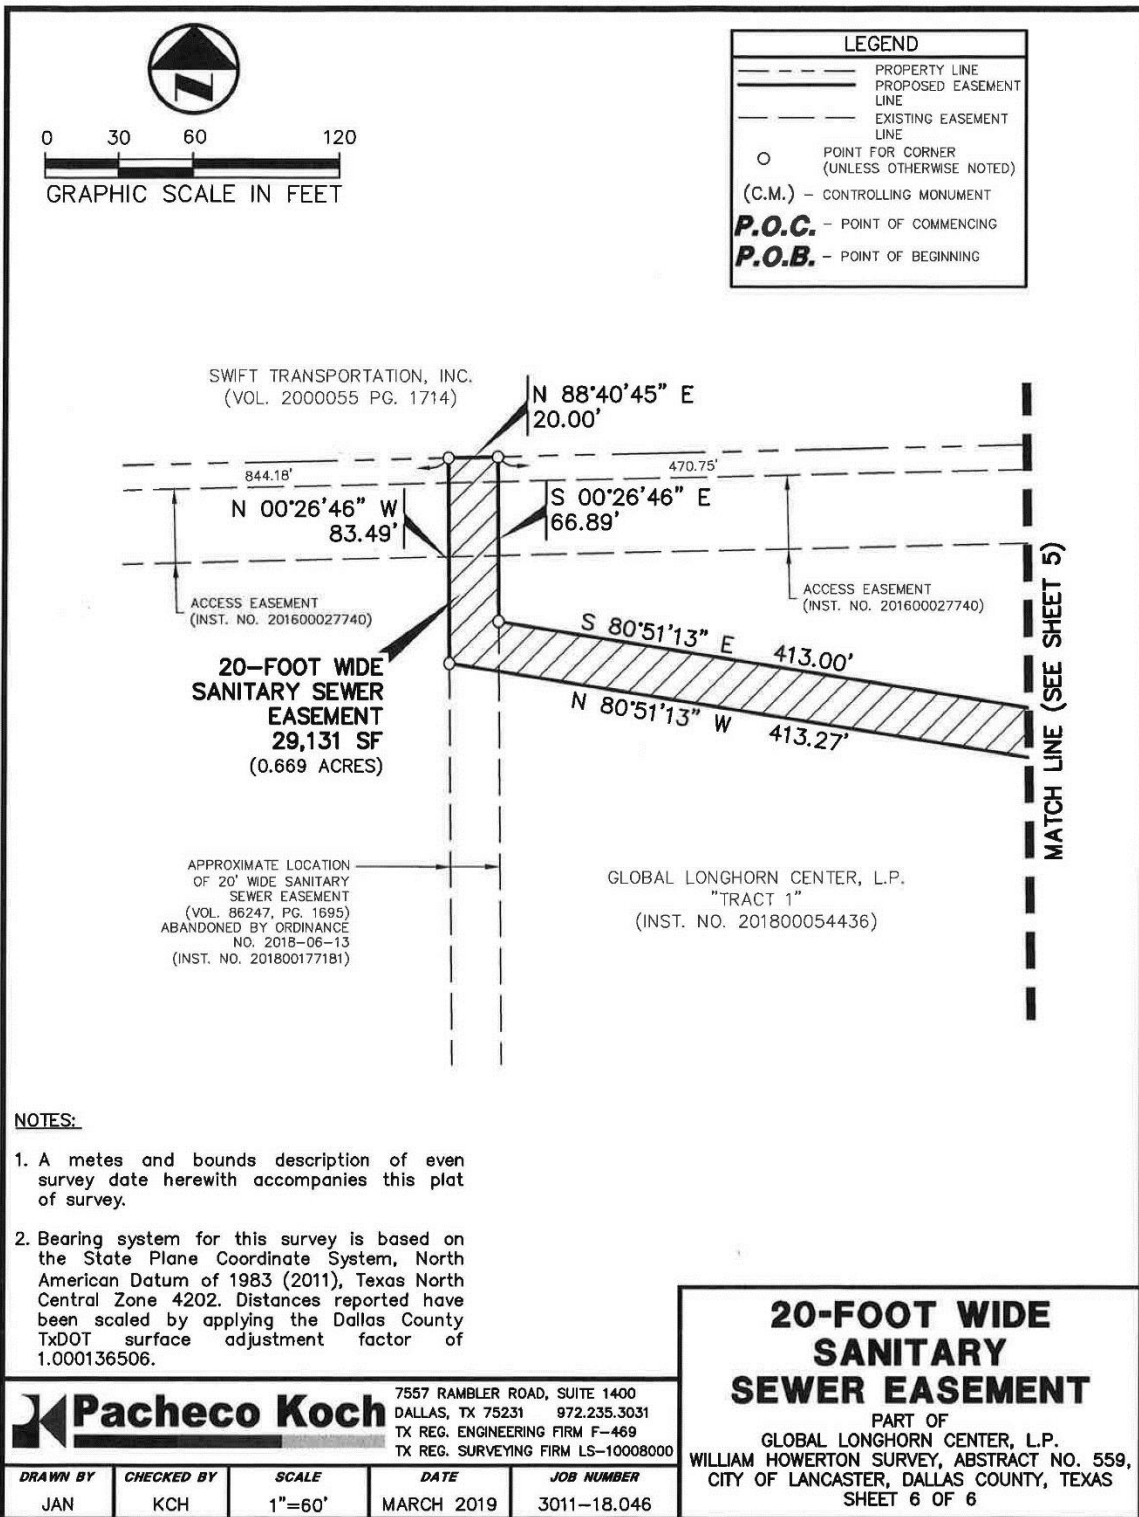 0 30 60 120
GRAPHIC SCALE IN FEET
N
LEGEND
PROPERTY LINE
PROPOSED EASEMENT
LINE
EXISTING EASEMENT
LINE
POINT FOR CORNER
(UNLESS OTHERWISE NOTED)
(C.M.) – CONTROLLING MONUMENT
P.O.C. – POINT OF COMMENCING
P.O.B. – POINT OF BEGINNING
SWIFT TRANSPORTATION, INC.
(VOL. 2000055 PG. 1714)
N 88°40'45" E
20.00'
844.18'
470.75'
N 00°26'46" W
83.49'
S 00°26'46" E
66.89'
ACCESS EASEMENT
(INST. NO. 201600027740)
ACCESS EASEMENT
(INST. NO. 201600027740)
S 80°51'13" E 413.00'
N 80°51'13" W 413.27'
20–FOOT WIDE
SANITARY SEWER
EASEMENT
29,131 SF
(0.669 ACRES)
MATCH LINE (SEE SHEET 5)
APPROXIMATE LOCATION
OF 20' WIDE SANITARY
SEWER EASEMENT
(VOL. 86247, PG. 1695)
ABANDONED BY ORDINANCE
NO. 2018–06–13
(INST. NO. 201800177181)
GLOBAL LONGHORN CENTER, L.P.
"TRACT 1"
(INST. NO. 201800054436)
NOTES:
1. A metes and bounds description of even
survey date herewith accompanies this plat
of survey.
2. Bearing system for this survey is based on
the State Plane Coordinate System, North
American Datum of 1983 (2011), Texas North
Central Zone 4202. Distances reported have
been scaled by applying the Dallas County
TxDOT surface adjustment factor of
1.000136506.
Pacheco Koch
7557 RAMBLER ROAD, SUITE 1400
DALLAS, TX 75231 972.235.3031
TX REG. ENGINEERING FIRM F–469
TX REG. SURVEYING FIRM LS–10008000
DRAWN BY CHECKED BY SCALE DATE JOB NUMBER
JAN KCH 1"=60' MARCH 2019 3011–18.046
20-FOOT WIDE
SANITARY
SEWER EASEMENT
PART OF
GLOBAL LONGHORN CENTER, L.P.
WILLIAM HOWERTON SURVEY, ABSTRACT NO. 559,
CITY OF LANCASTER, DALLAS COUNTY, TEXAS
SHEET 6 OF 6